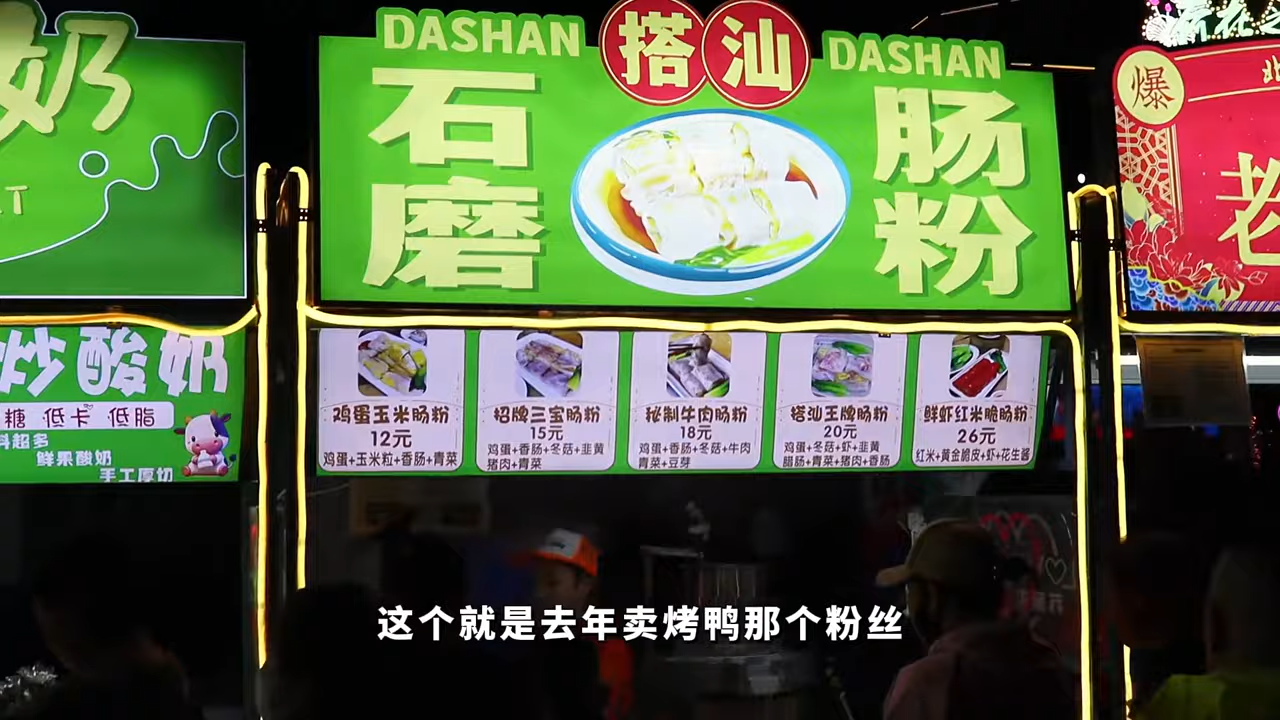 奶
DASHAN
搭汕
DASHAN
石磨
肠粉
爆
北
老
炒酸奶
糖 低卡 低脂
料超多
鲜果酸奶
手工厚切
鸡蛋玉米肠粉
12元
鸡蛋+玉米粒+香肠+青菜
招牌三宝肠粉
15元
鸡蛋+香肠+冬菇+韭黄
猪肉+青菜
秘制牛肉肠粉
18元
鸡蛋+香肠+冬菇+牛肉
青菜+豆芽
搭汕王牌肠粉
20元
鸡蛋+冬菇+虾+韭黄
腊肠+青菜+猪肉+香肠
鲜虾红米脆肠粉
26元
红米+黄金脆皮+虾+花生酱
这个就是去年卖烤鸭那个粉丝